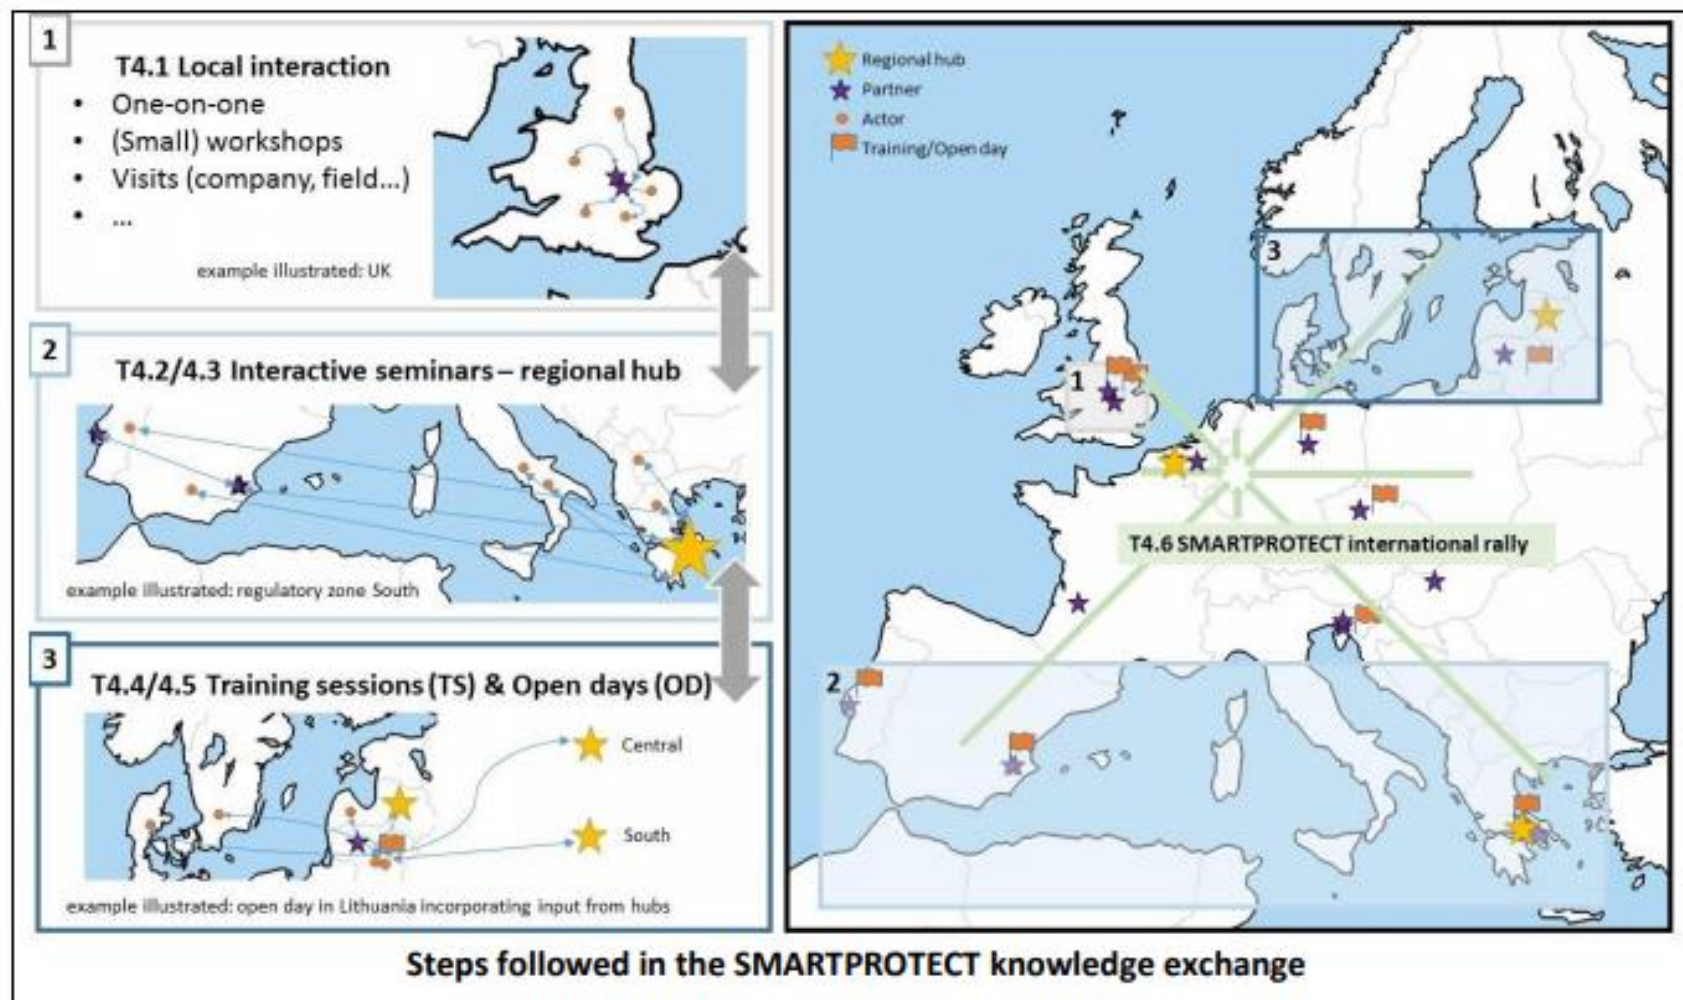 1
T4.1 Local interaction
• One-on-one
• (Small) workshops
• Visits (company, field...)
• ...
example illustrated: UK
2
T4.2/4.3 Interactive seminars – regional hub
example illustrated: regulatory zone South
3
T4.4/4.5 Training sessions (TS) & Open days (OD)
Central
South
example illustrated: open day in Lithuania incorporating input from hubs
Regional hub
Partner
Actor
Training/Open day
3
1
T4.6 SMARTPROTECT international rally
2
Steps followed in the SMARTPROTECT knowledge exchange